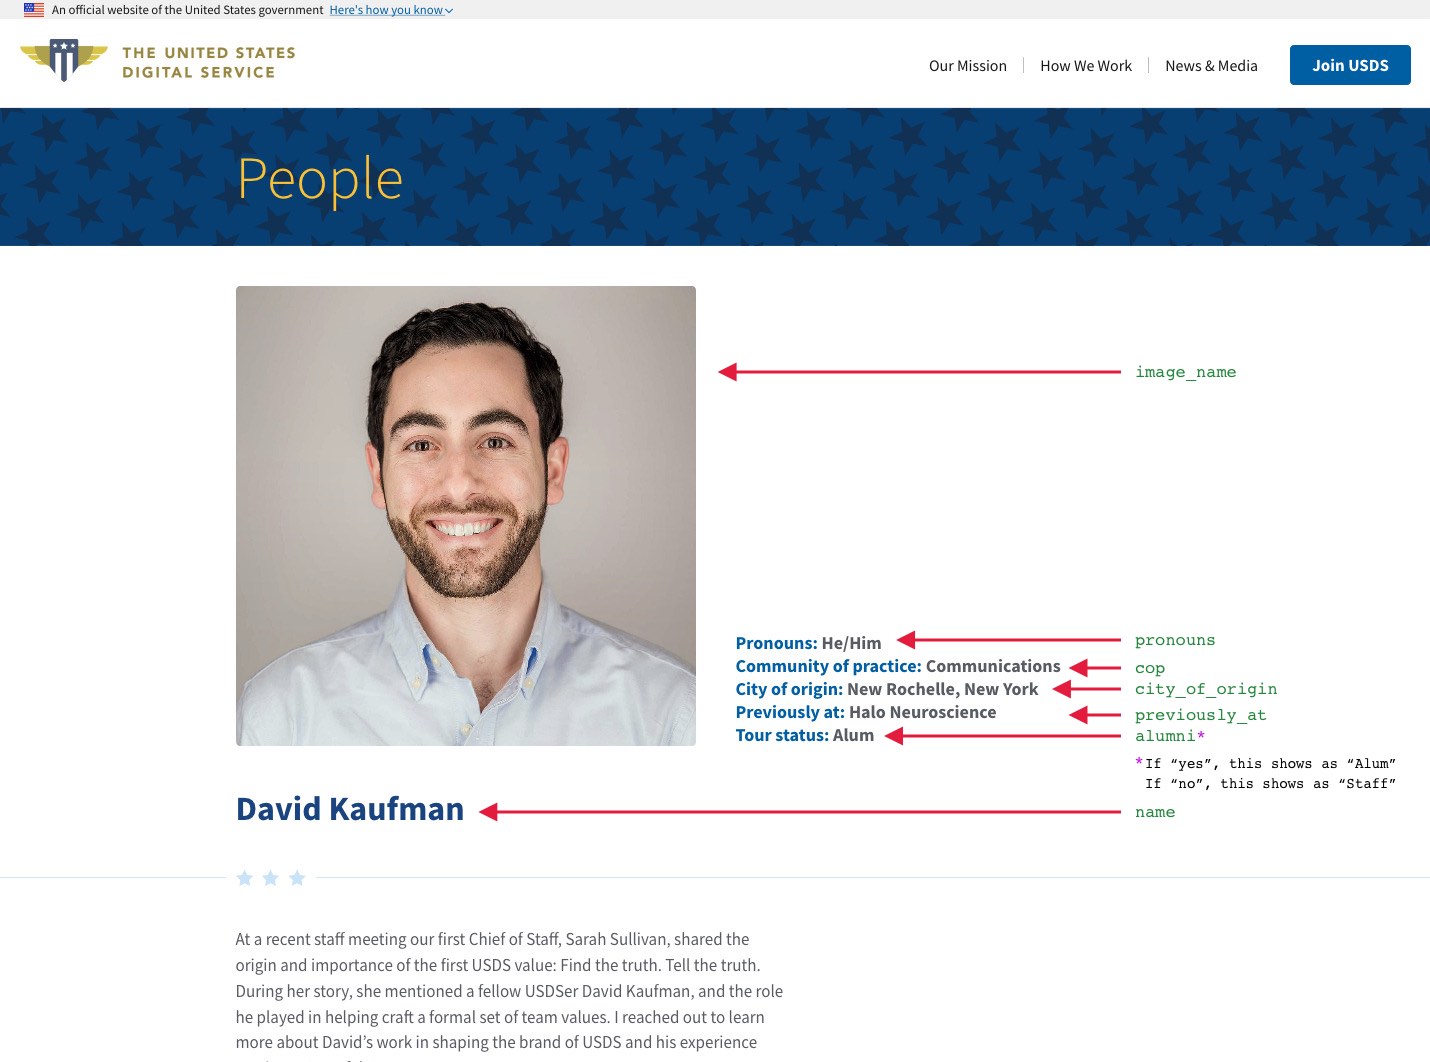 An official website of the United States government Here's how you know
THE UNITED STATES
DIGITAL SERVICE
Our Mission
How We Work
News & Media
Join USDS
People
image_name
Pronouns: He/Him
pronouns
Community of practice: Communications
cop
City of origin: New Rochelle, New York
city_of_origin
Previously at: Halo Neuroscience
previously_at
Tour status: Alum
alumni*
*If “yes”, this shows as “Alum”
If “no”, this shows as “Staff”
David Kaufman
name
At a recent staff meeting our first Chief of Staff, Sarah Sullivan, shared the
origin and importance of the first USDS value: Find the truth. Tell the truth.
During her story, she mentioned a fellow USDSer David Kaufman, and the role
he played in helping craft a formal set of team values. I reached out to learn
more about David’s work in shaping the brand of USDS and his experience